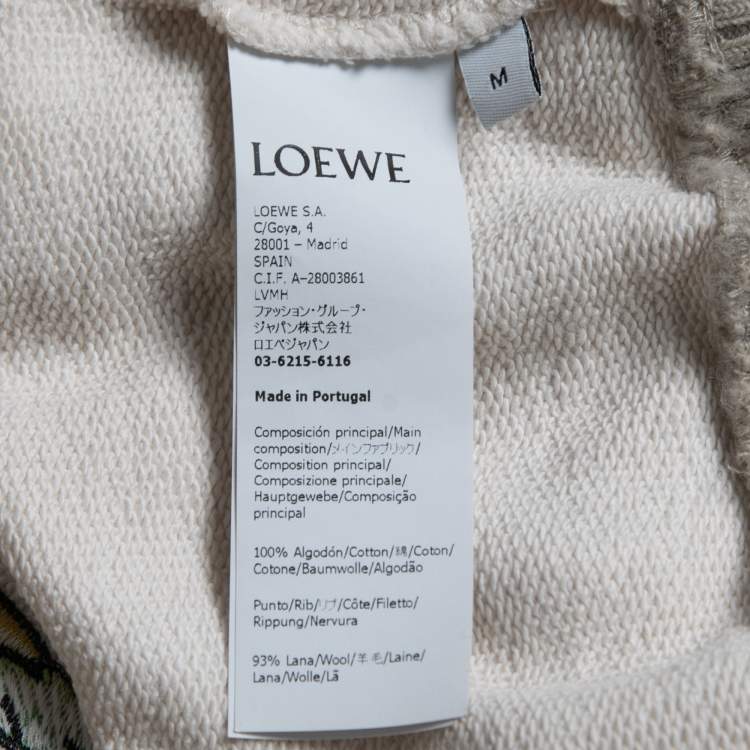 M
LOEWE
LOEWE S.A.
C/Goya, 4
28001 – Madrid
SPAIN
C.I.F. A-28003861
LVMH
ファッション・グループ・
ジャパン株式会社
ロエベジャパン
03-6215-6116
Made in Portugal
Composición principal/Main
composition/メインファブリック/
Composition principal/
Composizione principale/
Hauptgewebe/Composição
principal
100% Algodón/Cotton/綿/Coton/
Cotone/Baumwolle/Algodão
Punto/Rib/リブ/Côte/Filetto/
Rippung/Nervura
93% Lana/Wool/羊毛/Laine/
Lana/Wolle/Lã